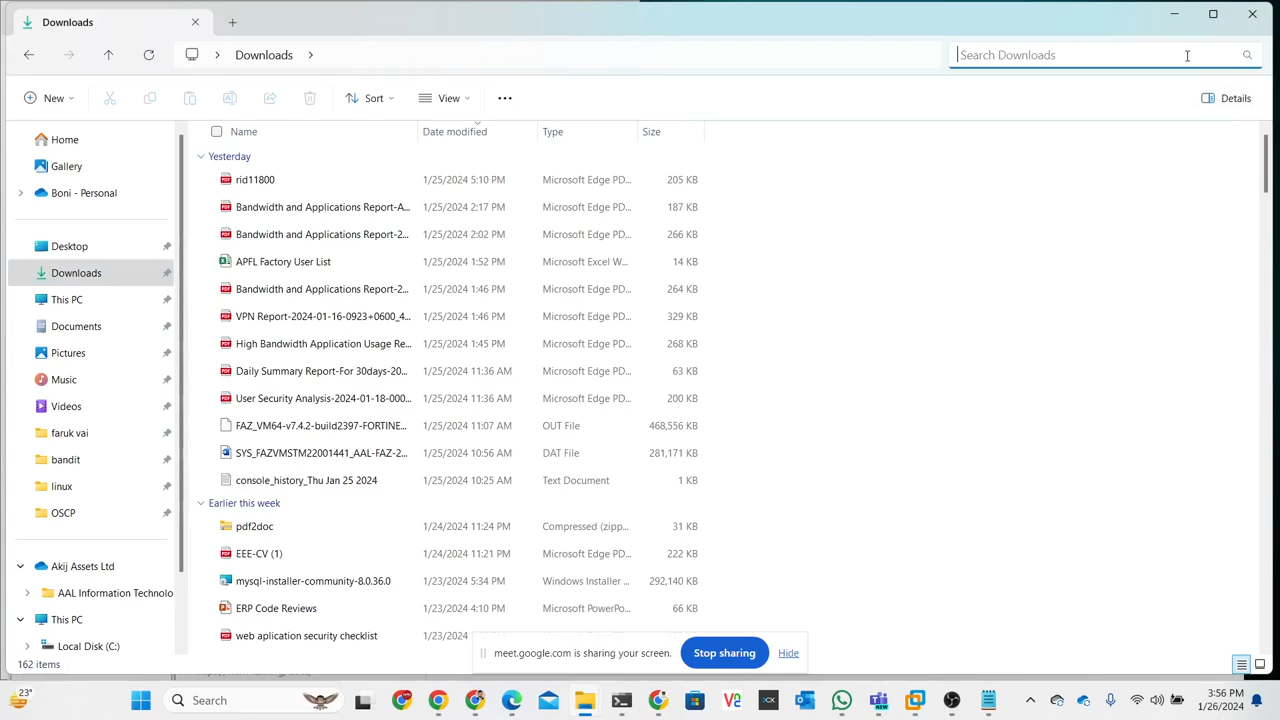 Downloads
Downloads
Search Downloads
New
Sort
View
Details
Home
Gallery
Boni - Personal
Desktop
Downloads
This PC
Documents
Pictures
Music
Videos
faruk vai
bandit
linux
OSCP
Akij Assets Ltd
AAL Information Technolo
This PC
Local Disk (C:)
162 items
Name Date modified Type Size
Yesterday
rid11800 1/25/2024 5:10 PM Microsoft Edge PD... 205 KB
Bandwidth and Applications Report-A... 1/25/2024 2:17 PM Microsoft Edge PD... 187 KB
Bandwidth and Applications Report-2... 1/25/2024 2:02 PM Microsoft Edge PD... 266 KB
APFL Factory User List 1/25/2024 1:52 PM Microsoft Excel W... 14 KB
Bandwidth and Applications Report-2... 1/25/2024 1:46 PM Microsoft Edge PD... 264 KB
VPN Report-2024-01-16-0923+0600_4... 1/25/2024 1:46 PM Microsoft Edge PD... 329 KB
High Bandwidth Application Usage Re... 1/25/2024 1:45 PM Microsoft Edge PD... 268 KB
Daily Summary Report-For 30days-20... 1/25/2024 11:36 AM Microsoft Edge PD... 63 KB
User Security Analysis-2024-01-18-000... 1/25/2024 11:36 AM Microsoft Edge PD... 200 KB
FAZ_VM64-v7.4.2-build2397-FORTINE... 1/25/2024 11:07 AM OUT File 468,556 KB
SYS_FAZVMSTM22001441_AAL-FAZ-2... 1/25/2024 10:56 AM DAT File 281,171 KB
console_history_Thu Jan 25 2024 1/25/2024 10:25 AM Text Document 1 KB
Earlier this week
pdf2doc 1/24/2024 11:24 PM Compressed (zipp... 31 KB
EEE-CV (1) 1/24/2024 11:21 PM Microsoft Edge PD... 222 KB
mysql-installer-community-8.0.36.0 1/23/2024 5:34 PM Windows Installer ... 292,140 KB
ERP Code Reviews 1/23/2024 4:10 PM Microsoft PowerPo... 66 KB
web aplication security checklist 1/23/2024
meet.google.com is sharing your screen. Stop sharing Hide
23°
Search
3:56 PM
1/26/2024